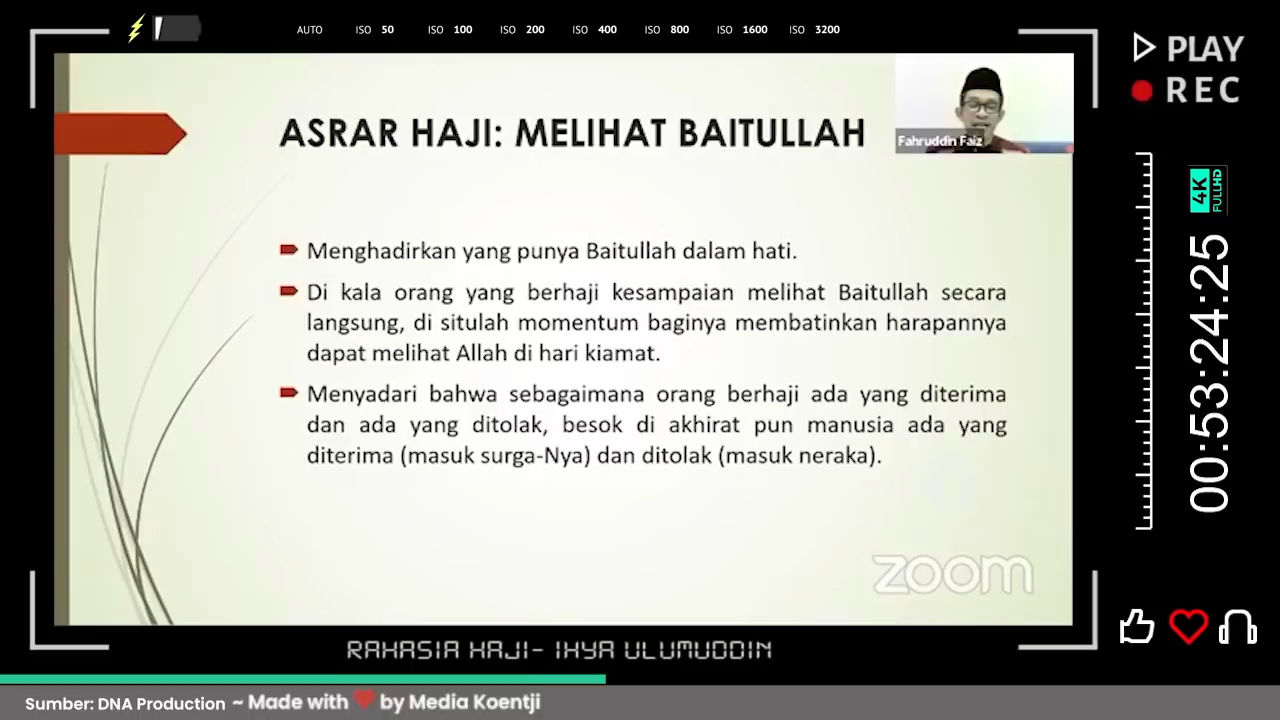 AUTO ISO 50 ISO 100 ISO 200 ISO 400 ISO 800 ISO 1600 ISO 3200
PLAY
REC
ASRAR HAJI: MELIHAT BAITULLAH
Fahruddin Faiz
4K
FULLHD
00:53:24:25
Menghadirkan yang punya Baitullah dalam hati.
Di kala orang yang berhaji kesampaian melihat Baitullah secara
langsung, di situlah momentum baginya membatinkan harapannya
dapat melihat Allah di hari kiamat.
Menyadari bahwa sebagaimana orang berhaji ada yang diterima
dan ada yang ditolak, besok di akhirat pun manusia ada yang
diterima (masuk surga-Nya) dan ditolak (masuk neraka).
zoom
RAHASIA HAJI- IHYA ULUMUDDIN
Sumber: DNA Production ~ Made with ❤ by Media Koentji